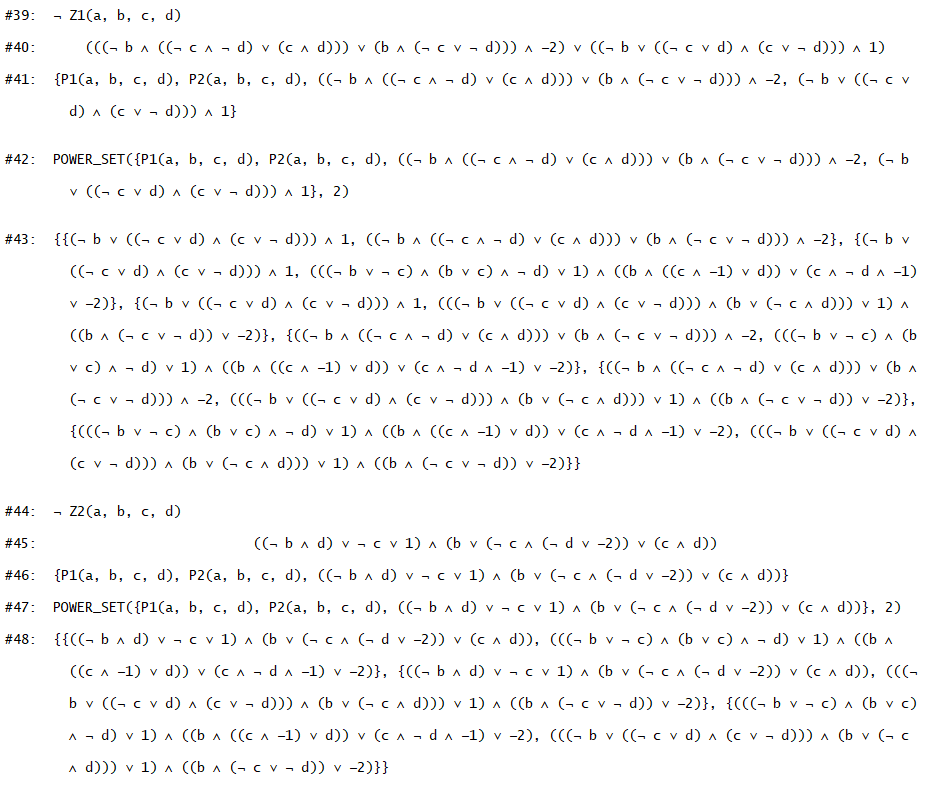 #39: ¬ Z1(a, b, c, d)
#40: (((¬ b ∧ ((¬ c ∧ ¬ d) ∨ (c ∧ d))) ∨ (b ∧ (¬ c ∨ ¬ d))) ∧ −2) ∨ ((¬ b ∨ ((¬ c ∨ d) ∧ (c ∨ ¬ d))) ∧ 1)
#41: {P1(a, b, c, d), P2(a, b, c, d), ((¬ b ∧ ((¬ c ∧ ¬ d) ∨ (c ∧ d))) ∨ (b ∧ (¬ c ∨ ¬ d))) ∧ −2, (¬ b ∨ ((¬ c ∨
d) ∧ (c ∨ ¬ d))) ∧ 1}
#42: POWER_SET({P1(a, b, c, d), P2(a, b, c, d), ((¬ b ∧ ((¬ c ∧ ¬ d) ∨ (c ∧ d))) ∨ (b ∧ (¬ c ∨ ¬ d))) ∧ −2, (¬ b
∨ ((¬ c ∨ d) ∧ (c ∨ ¬ d))) ∧ 1}, 2)
#43: {{(¬ b ∨ ((¬ c ∨ d) ∧ (c ∨ ¬ d))) ∧ 1, ((¬ b ∧ ((¬ c ∧ ¬ d) ∨ (c ∧ d))) ∨ (b ∧ (¬ c ∨ ¬ d))) ∧ −2}, {(¬ b ∨
((¬ c ∨ d) ∧ (c ∨ ¬ d))) ∧ 1, (((¬ b ∨ ¬ c) ∧ (b ∨ c) ∧ ¬ d) ∨ 1) ∧ ((b ∧ ((c ∧ −1) ∨ d)) ∨ (c ∧ ¬ d ∧ −1)
∨ −2)}, {(¬ b ∨ ((¬ c ∨ d) ∧ (c ∨ ¬ d))) ∧ 1, (((¬ b ∨ ((¬ c ∨ d) ∧ (c ∨ ¬ d))) ∧ (b ∨ (¬ c ∧ d))) ∨ 1) ∧
((b ∧ (¬ c ∨ ¬ d)) ∨ −2)}, {((¬ b ∧ ((¬ c ∧ ¬ d) ∨ (c ∧ d))) ∨ (b ∧ (¬ c ∨ ¬ d))) ∧ −2, (((¬ b ∨ ¬ c) ∧ (b
∨ c) ∧ ¬ d) ∨ 1) ∧ ((b ∧ ((c ∧ −1) ∨ d)) ∨ (c ∧ ¬ d ∧ −1) ∨ −2)}, {((¬ b ∧ ((¬ c ∧ ¬ d) ∨ (c ∧ d))) ∨ (b ∧
(¬ c ∨ ¬ d))) ∧ −2, (((¬ b ∨ ((¬ c ∨ d) ∧ (c ∨ ¬ d))) ∧ (b ∨ (¬ c ∧ d))) ∨ 1) ∧ ((b ∧ (¬ c ∨ ¬ d)) ∨ −2)},
{(((¬ b ∨ ¬ c) ∧ (b ∨ c) ∧ ¬ d) ∨ 1) ∧ ((b ∧ ((c ∧ −1) ∨ d)) ∨ (c ∧ ¬ d ∧ −1) ∨ −2), (((¬ b ∨ ((¬ c ∨ d) ∧
(c ∨ ¬ d))) ∧ (b ∨ (¬ c ∧ d))) ∨ 1) ∧ ((b ∧ (¬ c ∨ ¬ d)) ∨ −2)}}
#44: ¬ Z2(a, b, c, d)
#45: ((¬ b ∧ d) ∨ ¬ c ∨ 1) ∧ (b ∨ (¬ c ∧ (¬ d ∨ −2)) ∨ (c ∧ d))
#46: {P1(a, b, c, d), P2(a, b, c, d), ((¬ b ∧ d) ∨ ¬ c ∨ 1) ∧ (b ∨ (¬ c ∧ (¬ d ∨ −2)) ∨ (c ∧ d))}
#47: POWER_SET({P1(a, b, c, d), P2(a, b, c, d), ((¬ b ∧ d) ∨ ¬ c ∨ 1) ∧ (b ∨ (¬ c ∧ (¬ d ∨ −2)) ∨ (c ∧ d))}, 2)
#48: {{((¬ b ∧ d) ∨ ¬ c ∨ 1) ∧ (b ∨ (¬ c ∧ (¬ d ∨ −2)) ∨ (c ∧ d)), (((¬ b ∨ ¬ c) ∧ (b ∨ c) ∧ ¬ d) ∨ 1) ∧ ((b ∧
((c ∧ −1) ∨ d)) ∨ (c ∧ ¬ d ∧ −1) ∨ −2)}, {((¬ b ∧ d) ∨ ¬ c ∨ 1) ∧ (b ∨ (¬ c ∧ (¬ d ∨ −2)) ∨ (c ∧ d)), (((¬
b ∨ ((¬ c ∨ d) ∧ (c ∨ ¬ d))) ∧ (b ∨ (¬ c ∧ d))) ∨ 1) ∧ ((b ∧ (¬ c ∨ ¬ d)) ∨ −2)}, {(((¬ b ∨ ¬ c) ∧ (b ∨ c)
∧ ¬ d) ∨ 1) ∧ ((b ∧ ((c ∧ −1) ∨ d)) ∨ (c ∧ ¬ d ∧ −1) ∨ −2), (((¬ b ∨ ((¬ c ∨ d) ∧ (c ∨ ¬ d))) ∧ (b ∨ (¬ c
∧ d))) ∨ 1) ∧ ((b ∧ (¬ c ∨ ¬ d)) ∨ −2)}}